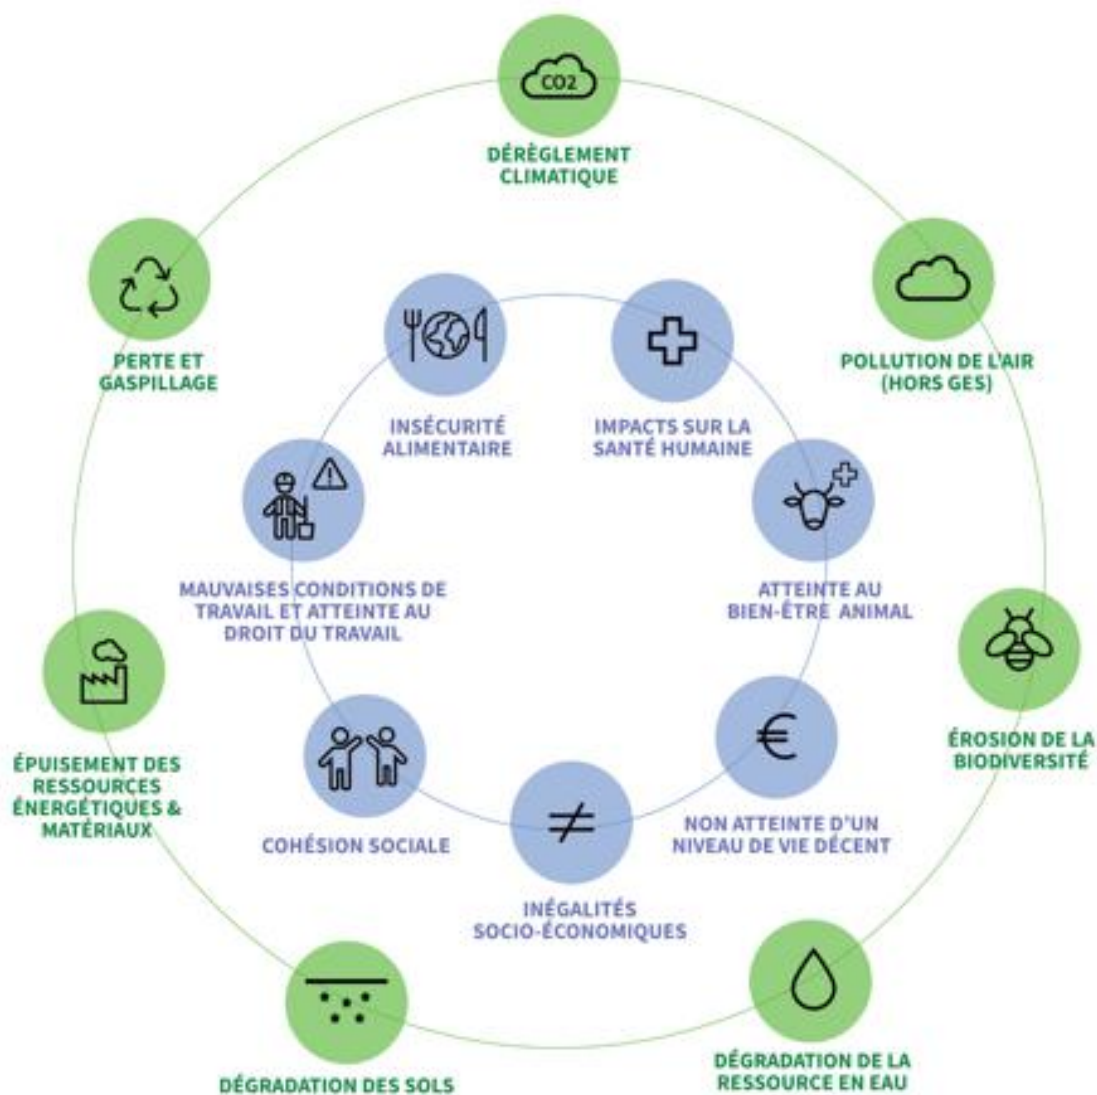 CO2
DÉRÈGLEMENT
CLIMATIQUE
PERTE ET
GASPILLAGE
POLLUTION DE L'AIR
(HORS GES)
INSÉCURITÉ
ALIMENTAIRE
IMPACTS SUR LA
SANTÉ HUMAINE
MAUVAISES CONDITIONS DE
TRAVAIL ET ATTEINTE AU
DROIT DU TRAVAIL
ATTEINTE AU
BIEN-ÊTRE ANIMAL
ÉPUISEMENT DES
RESSOURCES
ÉNERGÉTIQUES &
MATÉRIAUX
ÉROSION DE LA
BIODIVERSITÉ
COHÉSION SOCIALE
€
NON ATTEINTE D'UN
NIVEAU DE VIE DÉCENT
≠
INÉGALITÉS
SOCIO-ÉCONOMIQUES
DÉGRADATION DES SOLS
DÉGRADATION DE LA
RESSOURCE EN EAU